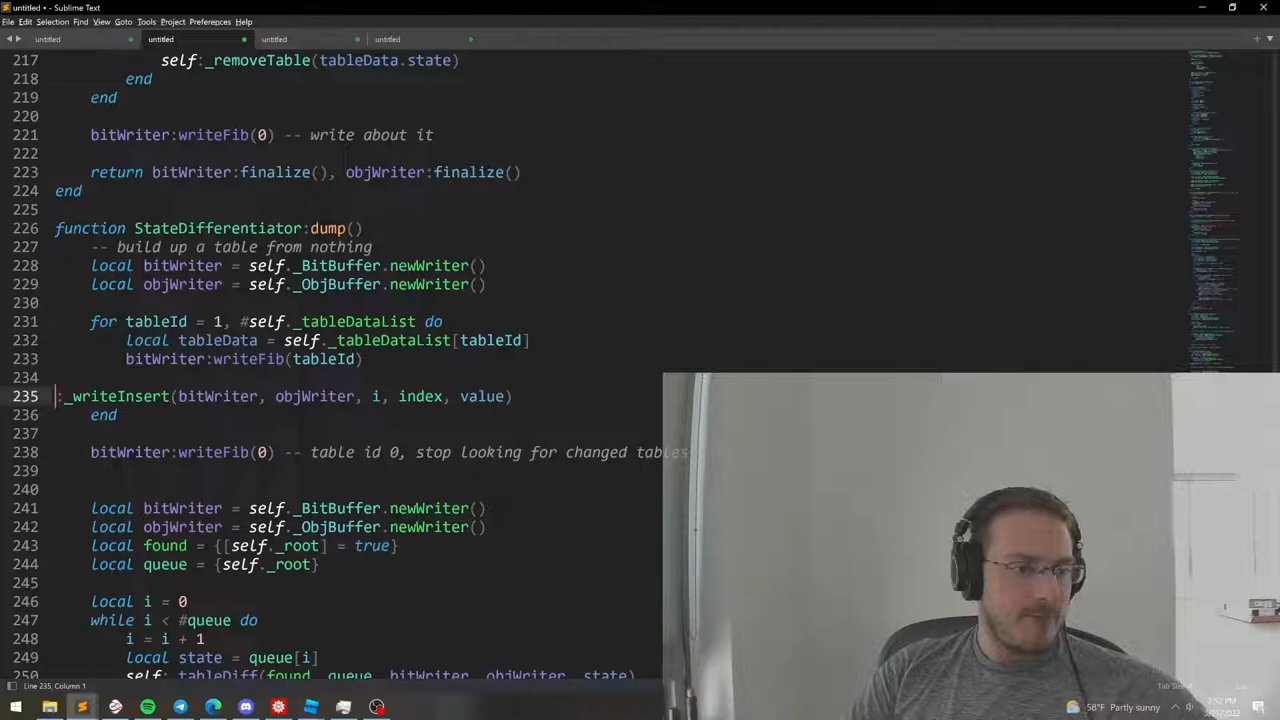 untitled • - Sublime Text
File Edit Selection Find View Goto Tools Project Preferences Help
untitled untitled untitled untitled
217 self:_removeTable(tableData.state)
218 end
219 end
220
221 bitWriter:writeFib(0) -- write about it
222
223 return bitWriter:finalize(), objWriter:finalize()
224 end
225
226 function StateDifferentiator:dump()
227 -- build up a table from nothing
228 local bitWriter = self._BitBuffer.newWriter()
229 local objWriter = self._ObjBuffer.newWriter()
230
231 for tableId = 1, #self._tableDataList do
232 local tableData = self._tableDataList[tableId]
233 bitWriter:writeFib(tableId)
234
235 :_writeInsert(bitWriter, objWriter, i, index, value)
236 end
237
238 bitWriter:writeFib(0) -- table id 0, stop looking for changed tables
239
240
241 local bitWriter = self._BitBuffer.newWriter()
242 local objWriter = self._ObjBuffer.newWriter()
243 local found = {[self._root] = true}
244 local queue = {self._root}
245
246 local i = 0
247 while i < #queue do
248 i = i + 1
249 local state = queue[i]
250 self:_tableDiff(found, queue, bitWriter, objWriter, state)
Line 235, Column 1
58°F Partly sunny